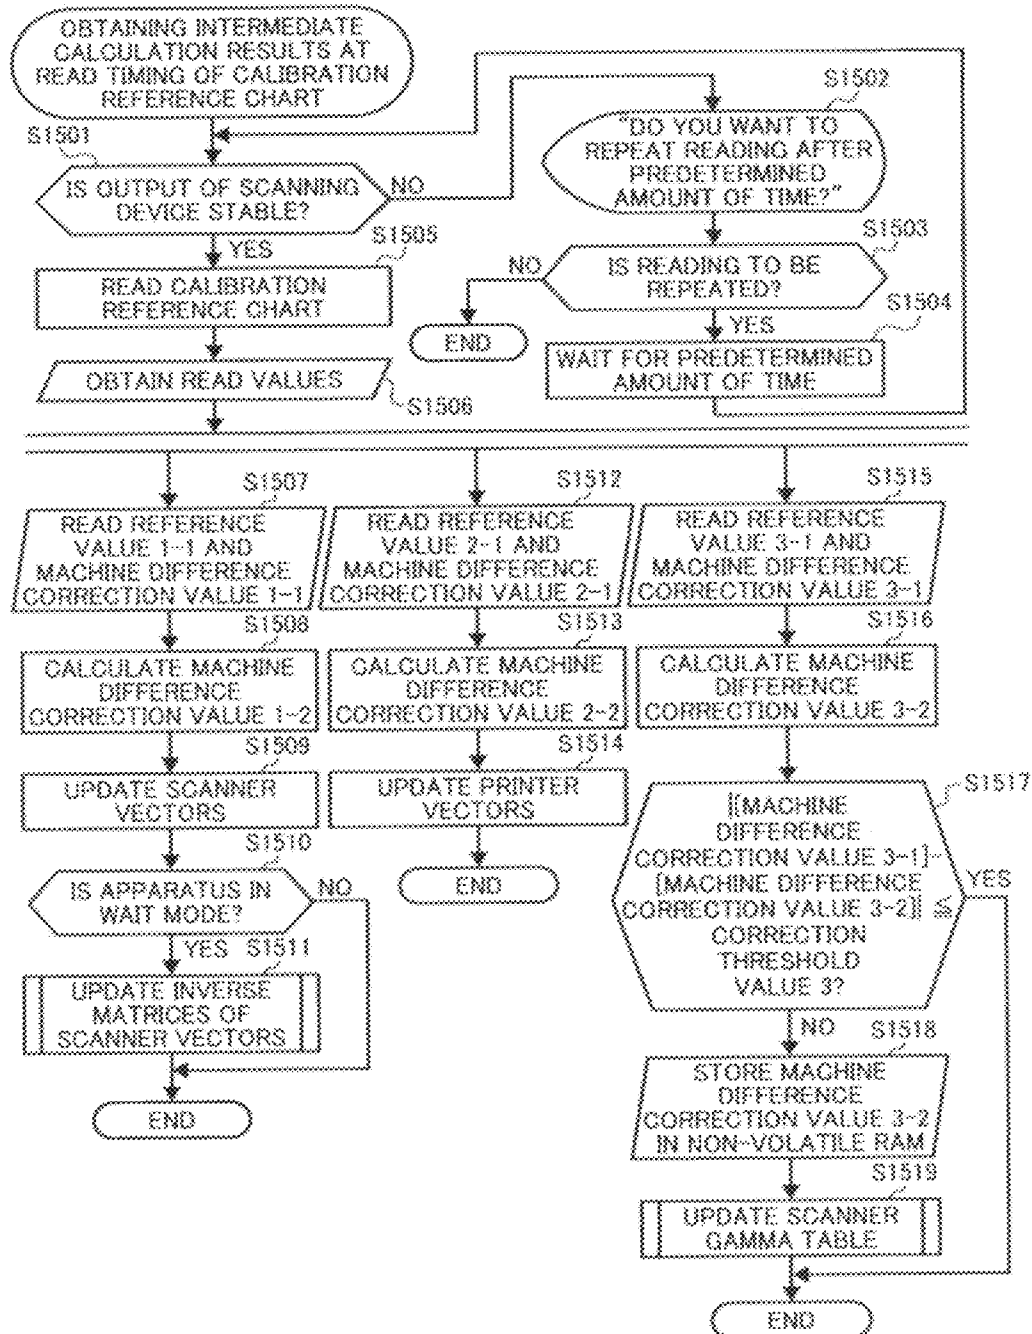 OBTAINING INTERMEDIATE
CALCULATION RESULTS AT
READ TIMING OF CALIBRATION
REFERENCE CHART
S1501
IS OUTPUT OF SCANNING
DEVICE STABLE?
NO
YES
S1502
"DO YOU WANT TO
REPEAT READING AFTER
PREDETERMINED
AMOUNT OF TIME?"
S1503
IS READING TO BE
REPEATED?
NO
END
YES
S1504
WAIT FOR PREDETERMINED
AMOUNT OF TIME
S1505
READ CALIBRATION
REFERENCE CHART
OBTAIN READ VALUES
S1506
S1507
READ REFERENCE
VALUE 1-1 AND
MACHINE DIFFERENCE
CORRECTION VALUE 1-1
S1508
CALCULATE MACHINE
DIFFERENCE
CORRECTION VALUE 1-2
S1509
UPDATE SCANNER
VECTORS
S1510
IS APPARATUS IN
WAIT MODE?
NO
YES
S1511
UPDATE INVERSE
MATRICES OF
SCANNER VECTORS
END
S1512
READ REFERENCE
VALUE 2-1 AND
MACHINE DIFFERENCE
CORRECTION VALUE 2-1
S1513
CALCULATE MACHINE
DIFFERENCE
CORRECTION VALUE 2-2
S1514
UPDATE PRINTER
VECTORS
END
S1515
READ REFERENCE
VALUE 3-1 AND
MACHINE DIFFERENCE
CORRECTION VALUE 3-1
S1516
CALCULATE MACHINE
DIFFERENCE
CORRECTION VALUE 3-2
S1517
|[MACHINE
DIFFERENCE
CORRECTION VALUE 3-1]-
[MACHINE DIFFERENCE
CORRECTION VALUE 3-2]| ≦
CORRECTION
THRESHOLD
VALUE 3?
YES
NO
S1518
STORE MACHINE
DIFFERENCE
CORRECTION VALUE 3-2
IN NON-VOLATILE RAM
S1519
UPDATE SCANNER
GAMMA TABLE
END